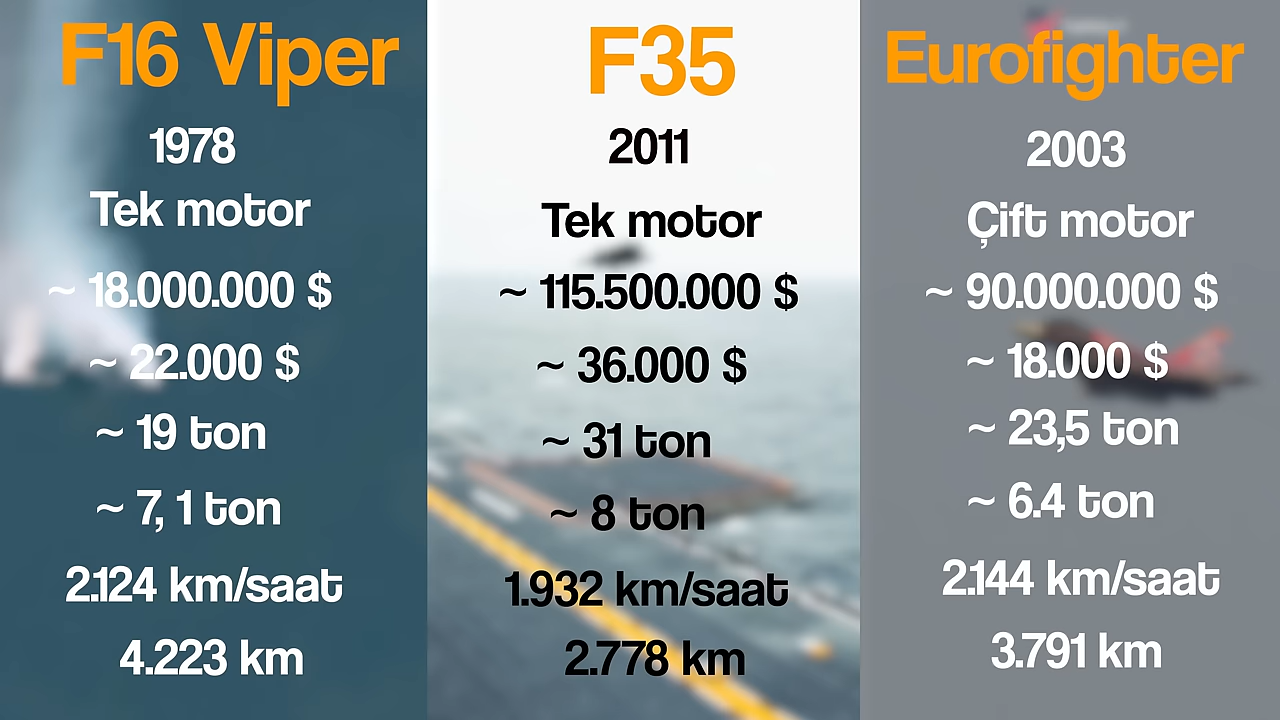 F16 Viper
1978
Tek motor
~ 18.000.000 $
~ 22.000 $
~ 19 ton
~ 7, 1 ton
2.124 km/saat
4.223 km
F35
2011
Tek motor
~ 115.500.000 $
~ 36.000 $
~ 31 ton
~ 8 ton
1.932 km/saat
2.778 km
Eurofighter
2003
Çift motor
~ 90.000.000 $
~ 18.000 $
~ 23,5 ton
~ 6.4 ton
2.144 km/saat
3.791 km